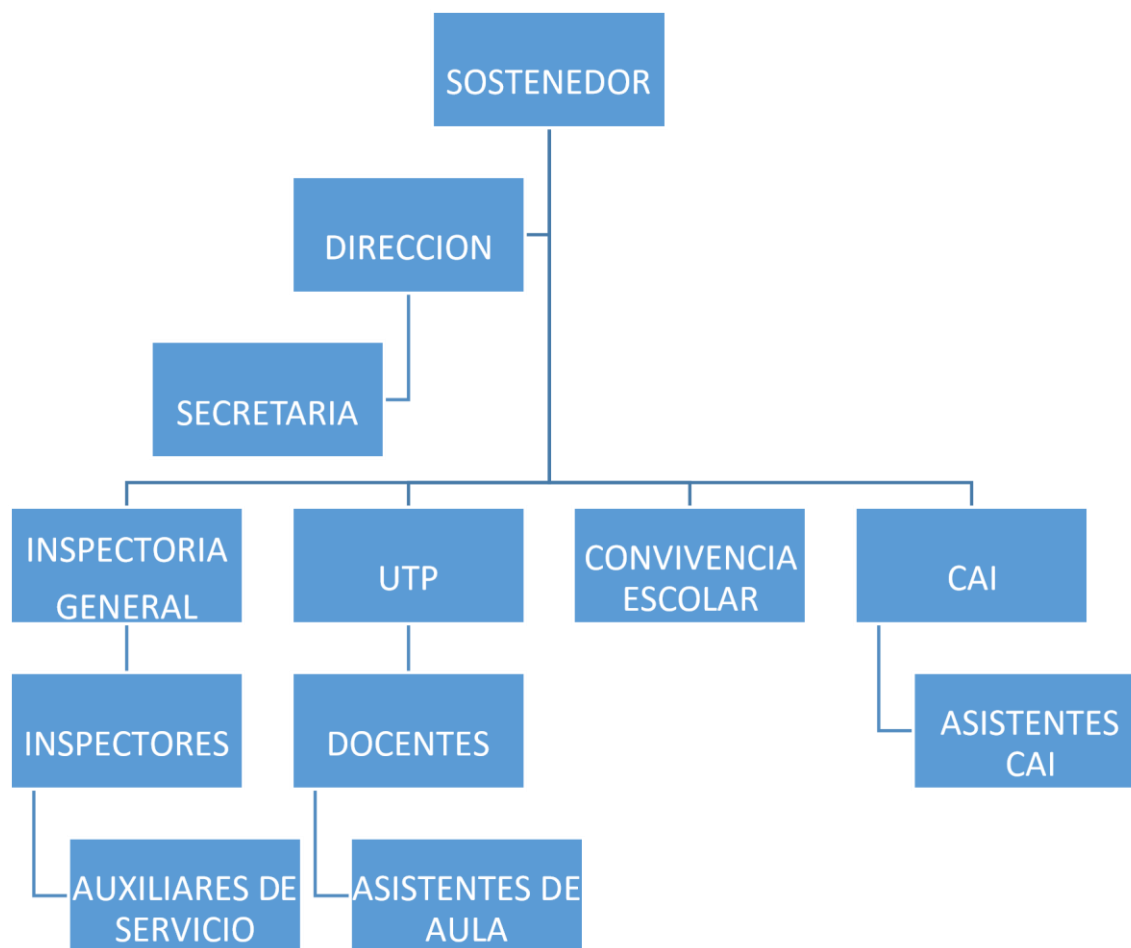 SOSTENEDOR
DIRECCION
SECRETARIA
INSPECTORIA
GENERAL
UTP
CONVIVENCIA
ESCOLAR
CAI
INSPECTORES
DOCENTES
ASISTENTES
CAI
AUXILIARES DE
SERVICIO
ASISTENTES DE
AULA